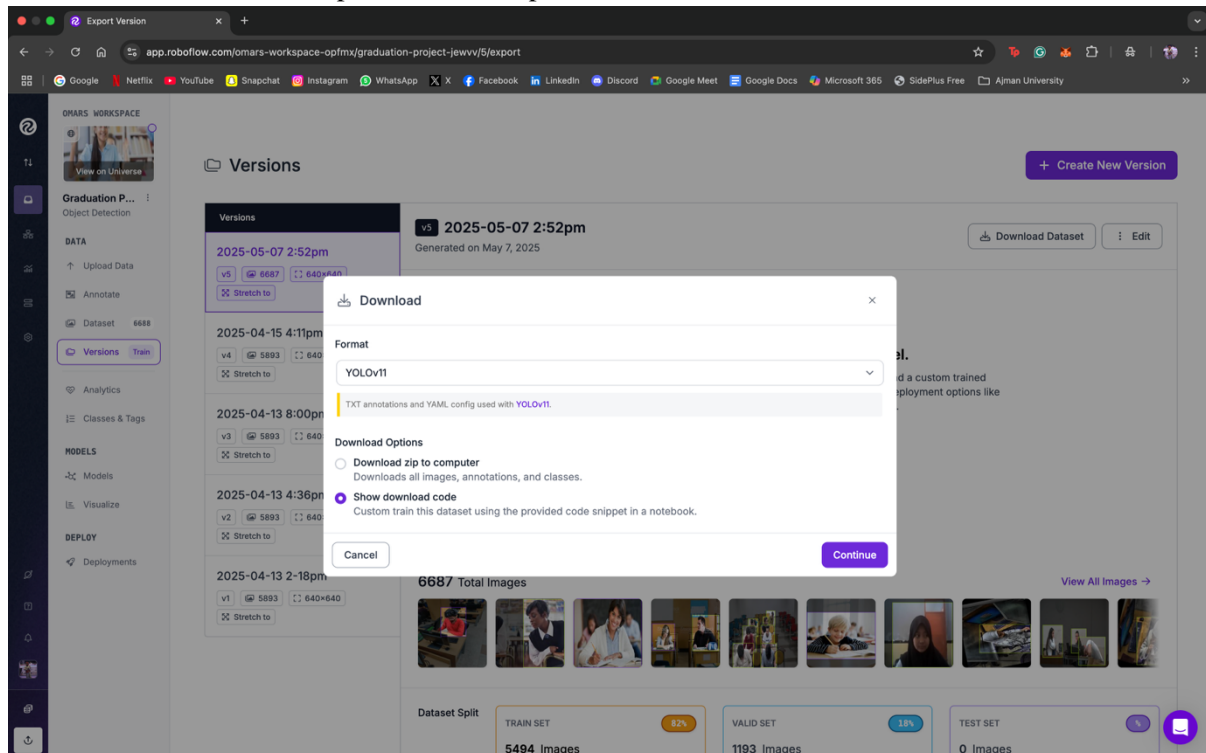 Export Version
app.roboflow.com/omars-workspace-opfmx/graduation-project-jewvv/5/export
Google Netflix YouTube Snapchat Instagram WhatsApp X Facebook LinkedIn Discord Google Meet Google Docs Microsoft 365 SidePlus Free Ajman University
OMARS WORKSPACE
View on Universe
Graduation P...
Object Detection
DATA
Upload Data
Annotate
Dataset 6688
Versions Train
Analytics
Classes & Tags
MODELS
Models
Visualize
DEPLOY
Deployments
Versions
+ Create New Version
Versions
2025-05-07 2:52pm
v5 6687 640×640
Stretch to
2025-04-15 4:11pm
v4 5893 640
Stretch to
2025-04-13 8:00pm
v3 5893 640
Stretch to
2025-04-13 4:36pm
v2 5893 640
Stretch to
2025-04-13 2-18pm
v1 5893 640×640
Stretch to
v5 2025-05-07 2:52pm
Generated on May 7, 2025
Download Dataset
Edit
Download
Format
YOLOv11
TXT annotations and YAML config used with YOLOv11.
Download Options
Download zip to computer
Downloads all images, annotations, and classes.
Show download code
Custom train this dataset using the provided code snippet in a notebook.
Cancel
Continue
el.
d a custom trained
eployment options like
6687 Total Images
View All Images →
Dataset Split
TRAIN SET 82%
5494 Images
VALID SET 18%
1193 Images
TEST SET %
0 Images